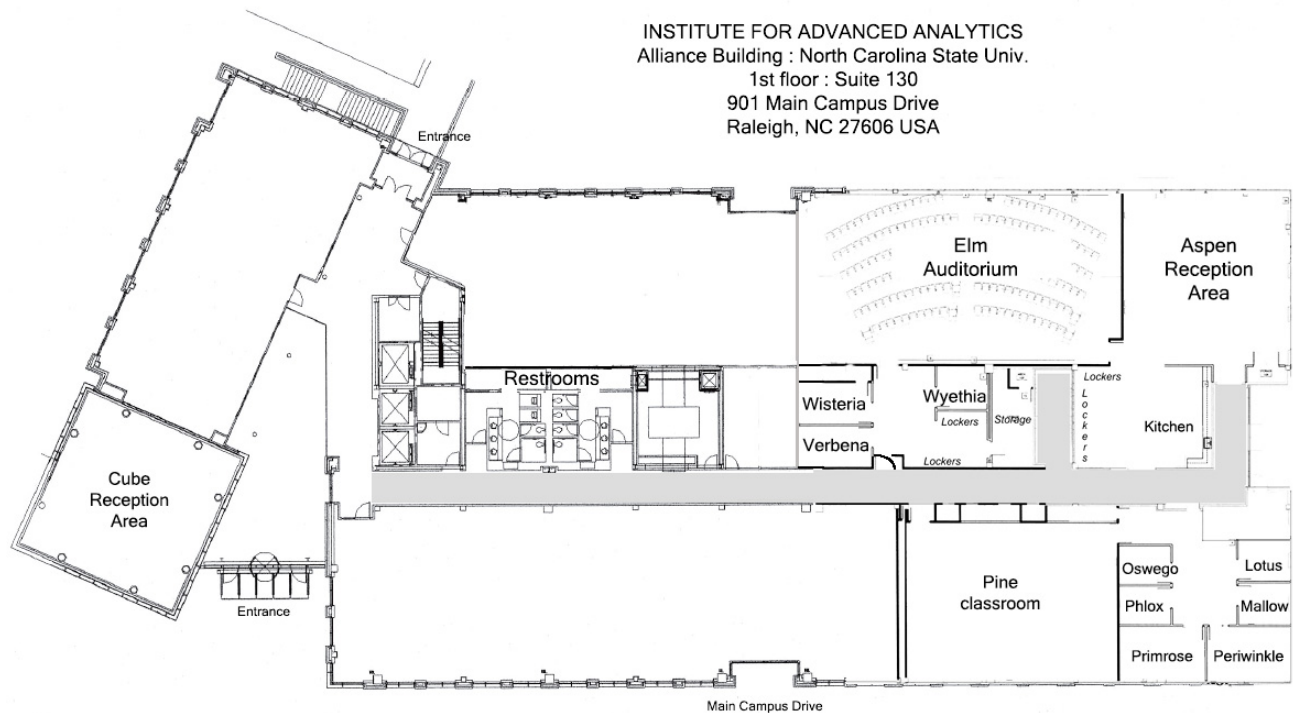 INSTITUTE FOR ADVANCED ANALYTICS
Alliance Building : North Carolina State Univ.
1st floor : Suite 130
901 Main Campus Drive
Raleigh, NC 27606 USA
Entrance
Elm
Auditorium
Aspen
Reception
Area
Restrooms
Wisteria
Verbena
Wyethia
Lockers
Storage
Lockers
Lockers
Lockers
Kitchen
Cube
Reception
Area
Entrance
Pine
classroom
Oswego
Lotus
Phlox
Mallow
Primrose
Periwinkle
Main Campus Drive